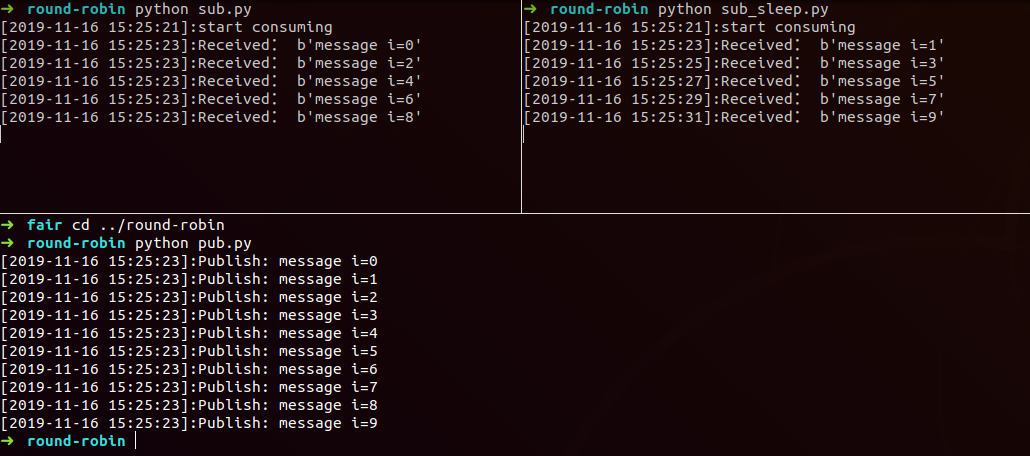 ➜ round-robin python sub.py
[2019-11-16 15:25:21]:start consuming
[2019-11-16 15:25:23]:Received： b'message i=0'
[2019-11-16 15:25:23]:Received： b'message i=2'
[2019-11-16 15:25:23]:Received： b'message i=4'
[2019-11-16 15:25:23]:Received： b'message i=6'
[2019-11-16 15:25:23]:Received： b'message i=8'
➜ round-robin python sub_sleep.py
[2019-11-16 15:25:21]:start consuming
[2019-11-16 15:25:23]:Received： b'message i=1'
[2019-11-16 15:25:25]:Received： b'message i=3'
[2019-11-16 15:25:27]:Received： b'message i=5'
[2019-11-16 15:25:29]:Received： b'message i=7'
[2019-11-16 15:25:31]:Received： b'message i=9'
➜ fair cd ../round-robin
➜ round-robin python pub.py
[2019-11-16 15:25:23]:Publish: message i=0
[2019-11-16 15:25:23]:Publish: message i=1
[2019-11-16 15:25:23]:Publish: message i=2
[2019-11-16 15:25:23]:Publish: message i=3
[2019-11-16 15:25:23]:Publish: message i=4
[2019-11-16 15:25:23]:Publish: message i=5
[2019-11-16 15:25:23]:Publish: message i=6
[2019-11-16 15:25:23]:Publish: message i=7
[2019-11-16 15:25:23]:Publish: message i=8
[2019-11-16 15:25:23]:Publish: message i=9
➜ round-robin